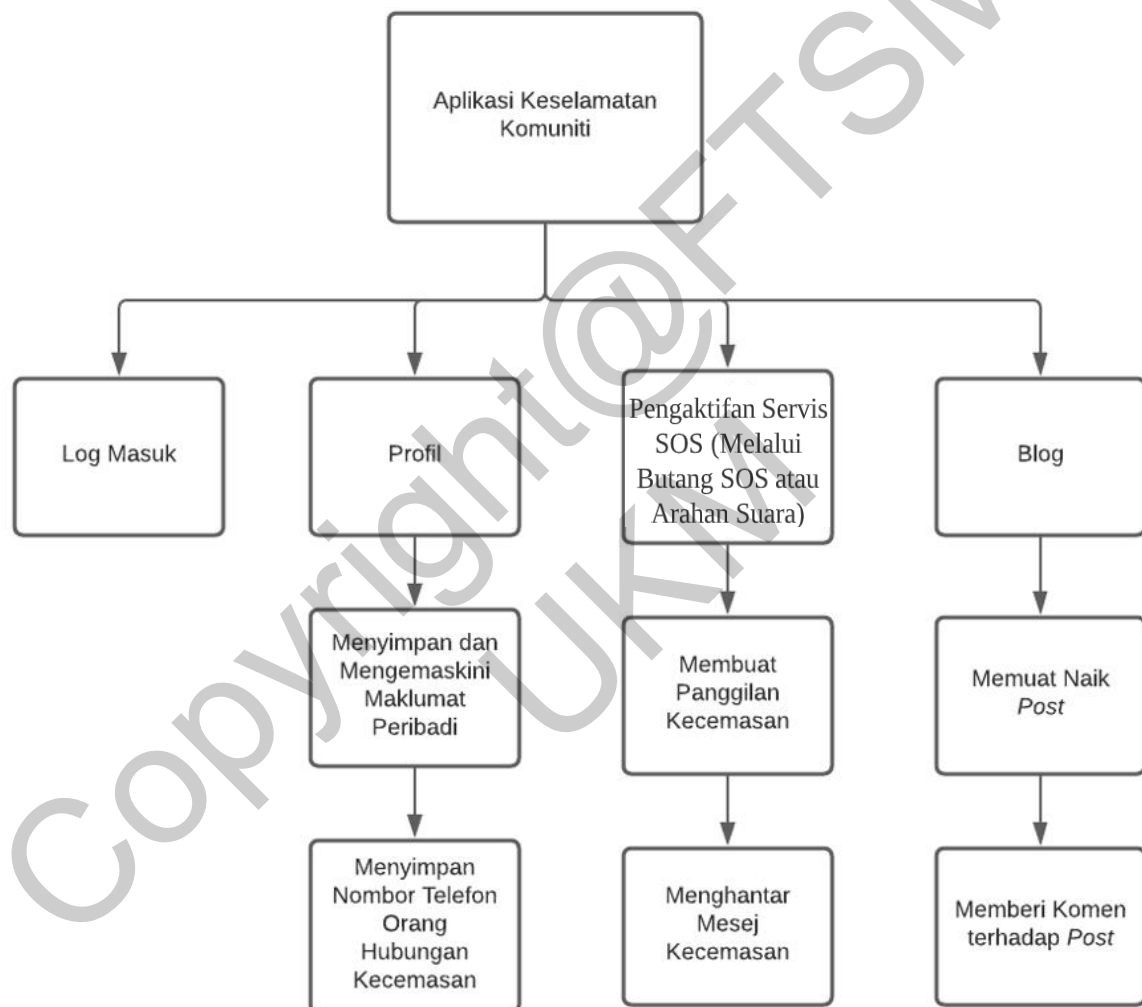 Aplikasi Keselamatan
Komuniti
Log Masuk
Profil
Pengaktifan Servis
SOS (Melalui
Butang SOS atau
Arahan Suara)
Blog
Menyimpan dan
Mengemaskini
Maklumat
Peribadi
Membuat
Panggilan
Kecemasan
Memuat Naik
Post
Menyimpan
Nombor Telefon
Orang
Hubungan
Kecemasan
Menghantar
Mesej
Kecemasan
Memberi Komen
terhadap Post
Copyright@FTSM
UKM